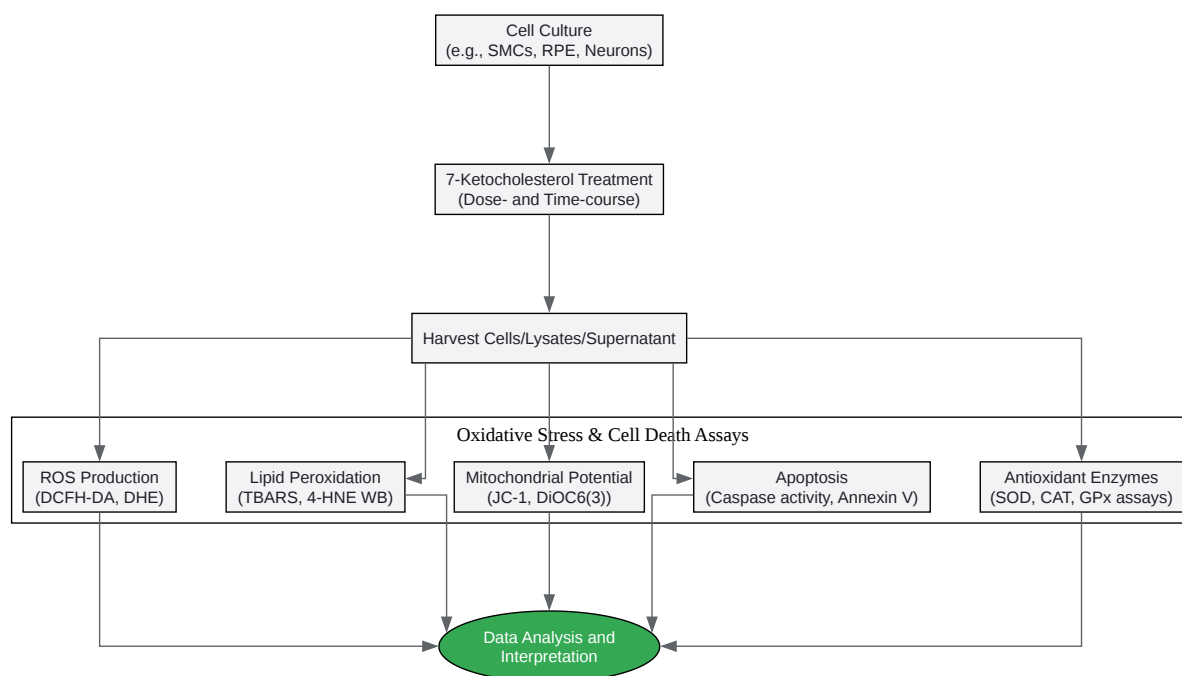 Cell Culture
(e.g., SMCs, RPE, Neurons)
7-Ketocholesterol Treatment
(Dose- and Time-course)
Harvest Cells/Lysates/Supernatant
Oxidative Stress & Cell Death Assays
ROS Production
(DCFH-DA, DHE)
Lipid Peroxidation
(TBARS, 4-HNE WB)
Mitochondrial Potential
(JC-1, DiOC6(3))
Apoptosis
(Caspase activity, Annexin V)
Antioxidant Enzymes
(SOD, CAT, GPx assays)
Data Analysis and
Interpretation